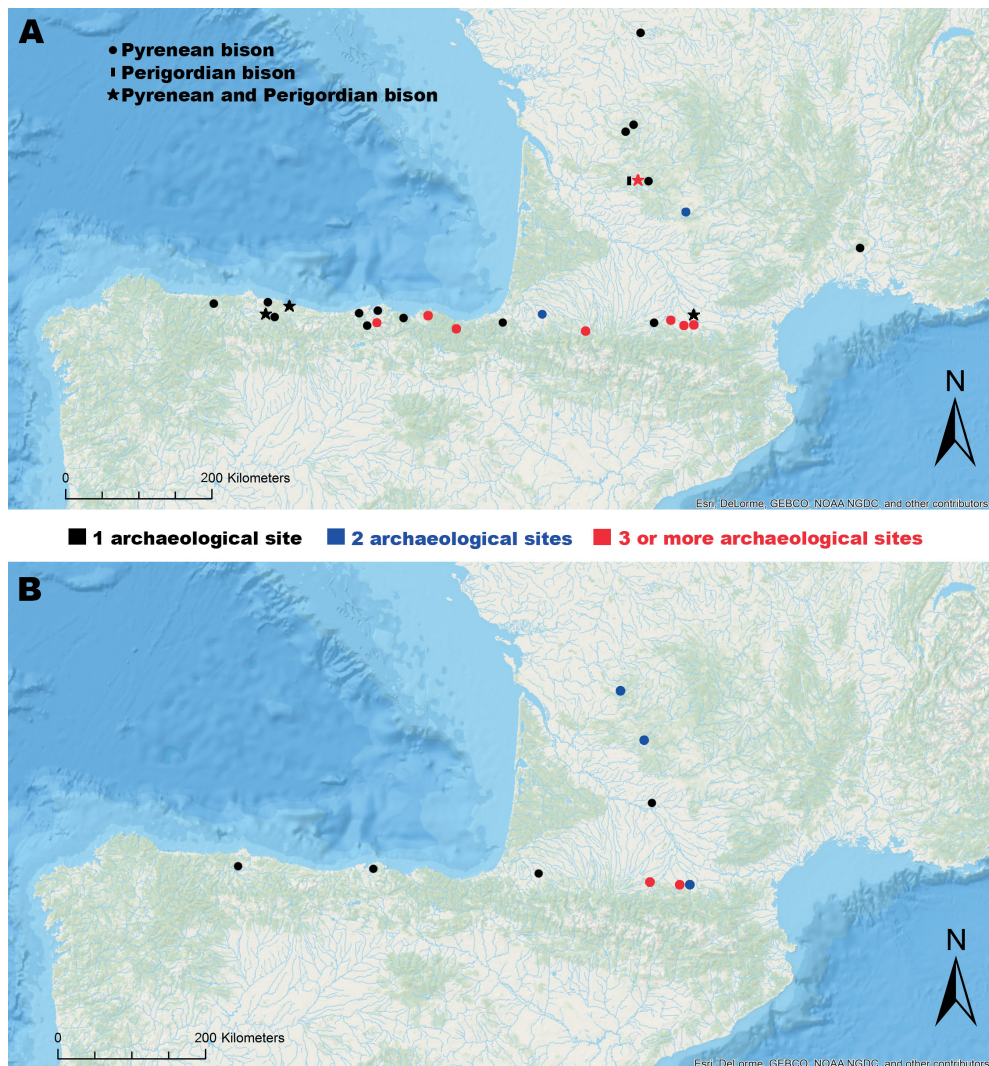 A
Pyrenean bison
Perigordian bison
Pyrenean and Perigordian bison
N
0
200 Kilometers
Esri, DeLorme, GEBCO, NOAA NGDC, and other contributors
1 archaeological site
2 archaeological sites
3 or more archaeological sites
B
N
0
200 Kilometers
Esri, DeLorme, GEBCO, NOAA NGDC, and other contributors